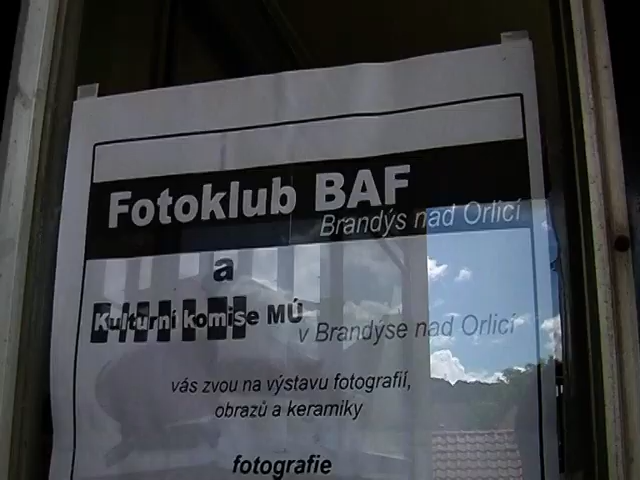 Fotoklub BAF
Brandýs nad Orlicí
a
Kulturní komise MÚ
v Brandýse nad Orlicí
vás zvou na výstavu fotografií,
obrazů a keramiky
fotografie